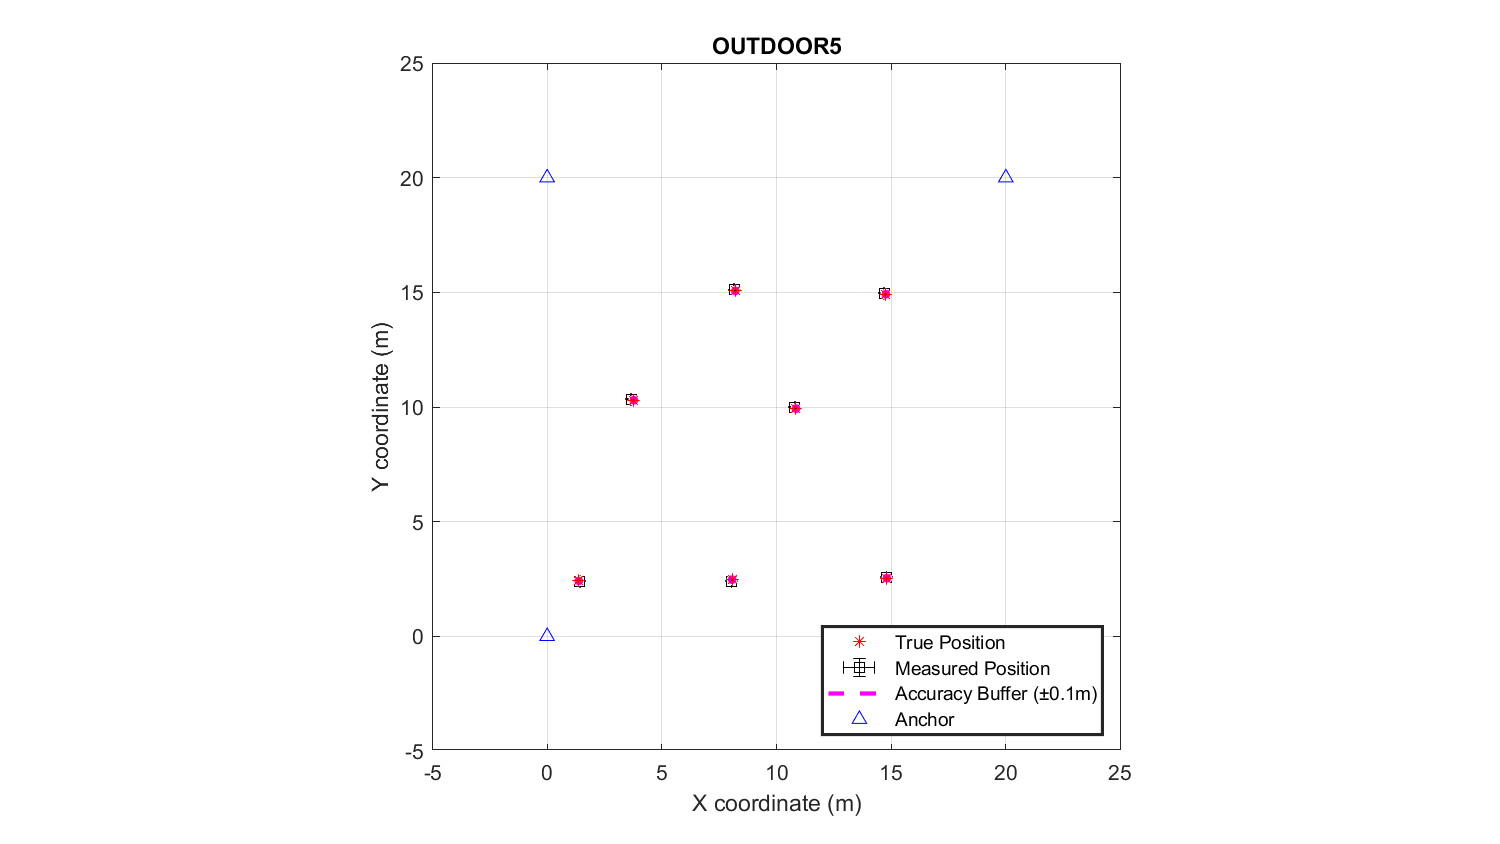 OUTDOOR5
25
20
15
10
5
0
-5
-5 0 5 10 15 20 25
Y coordinate (m)
X coordinate (m)
True Position
Measured Position
Accuracy Buffer (±0.1m)
Anchor